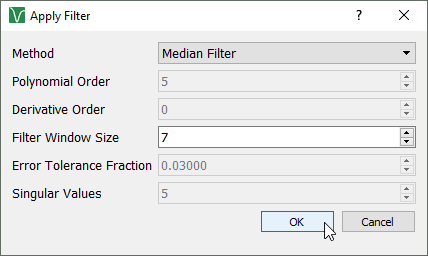 Apply Filter
Method Median Filter
Polynomial Order 5
Derivative Order 0
Filter Window Size 7
Error Tolerance Fraction 0.03000
Singular Values 5
OK Cancel